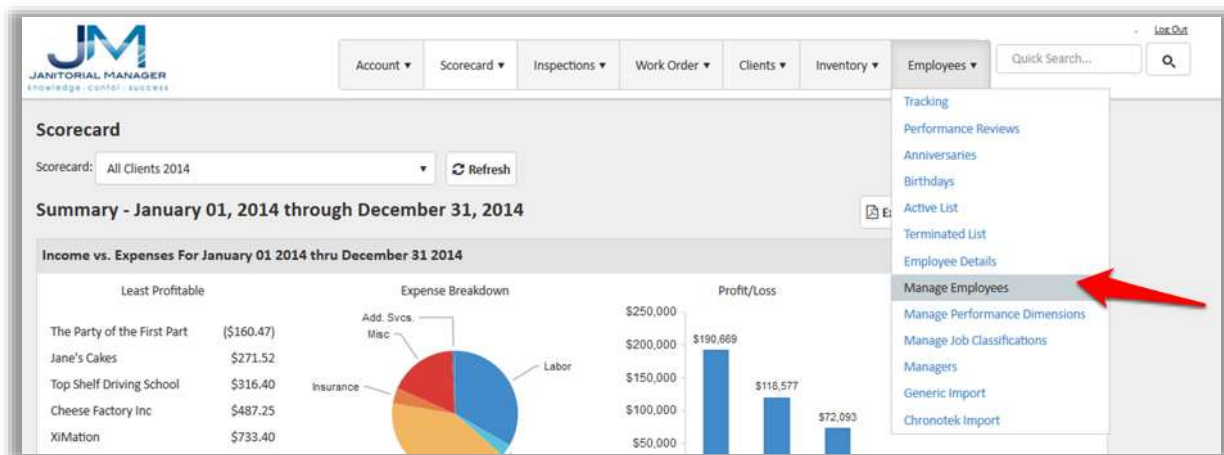 JM
JANITORIAL MANAGER
knowledge-contol-success
Log Out
Account ▾ Scorecard ▾ Inspections ▾ Work Order ▾ Clients ▾ Inventory ▾ Employees ▾ Quick Search...
Tracking
Performance Reviews
Anniversaries
Birthdays
Active List
Terminated List
Employee Details
Manage Employees
Manage Performance Dimensions
Manage Job Classifications
Managers
Generic Import
Chronotek Import
Scorecard
Scorecard: All Clients 2014 ▾ Refresh
Summary - January 01, 2014 through December 31, 2014
Income vs. Expenses For January 01 2014 thru December 31 2014
Least Profitable
The Party of the First Part ($160.47)
Jane's Cakes $271.52
Top Shelf Driving School $316.40
Cheese Factory Inc $487.25
XiMation $733.40
Expense Breakdown
Add. Svcs.
Misc
Labor
Insurance
Profit/Loss
$250,000
$200,000
$150,000
$100,000
$50,000
$190,669
$118,577
$72,093